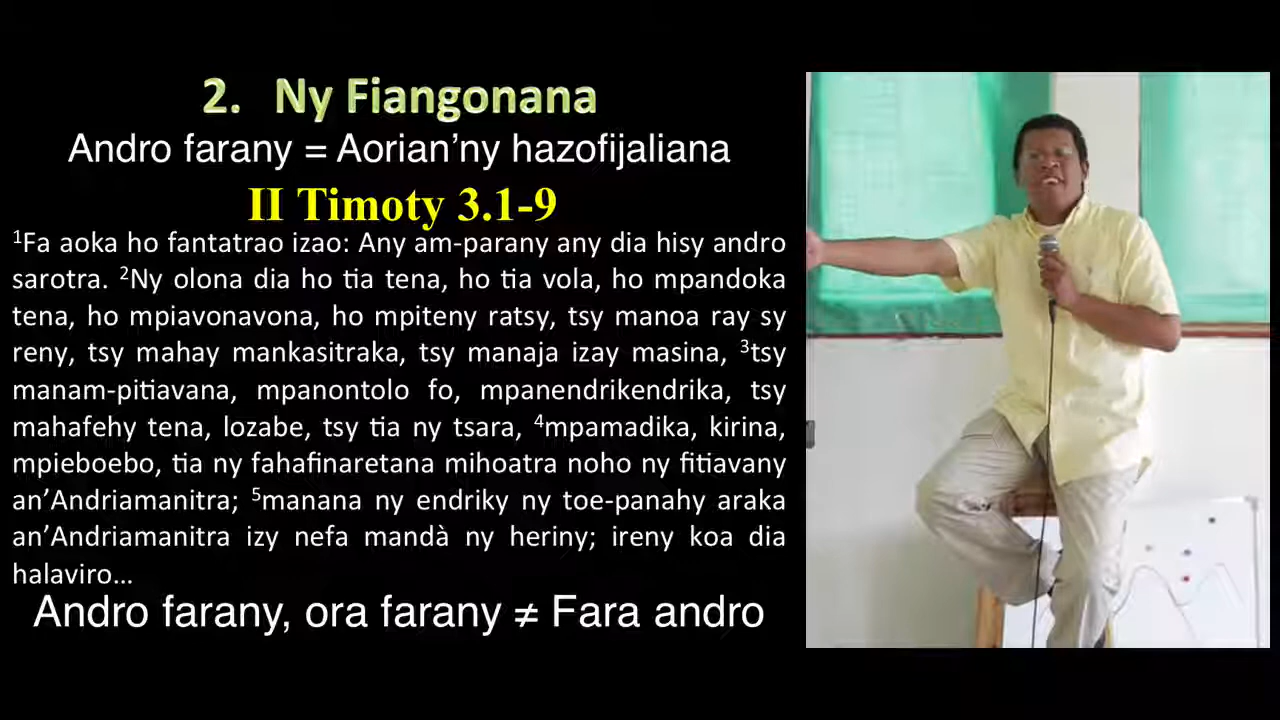 2. Ny Fiangonana
Andro farany = Aorian’ny hazofijaliana
II Timoty 3.1-9
¹Fa aoka ho fantatrao izao: Any am-parany any dia hisy andro
sarotra. ²Ny olona dia ho tia tena, ho tia vola, ho mpandoka
tena, ho mpiavonavona, ho mpiteny ratsy, tsy manoa ray sy
reny, tsy mahay mankasitraka, tsy manaja izay masina, ³tsy
manam-pitiavana, mpanontolo fo, mpanendrikendrika, tsy
mahafehy tena, lozabe, tsy tia ny tsara, ⁴mpamadika, kirina,
mpieboebo, tia ny fahafinaretana mihoatra noho ny fitiavany
an’Andriamanitra; ⁵manana ny endriky ny toe-panahy araka
an’Andriamanitra izy nefa mandà ny heriny; ireny koa dia
halaviro…
Andro farany, ora farany ≠ Fara andro